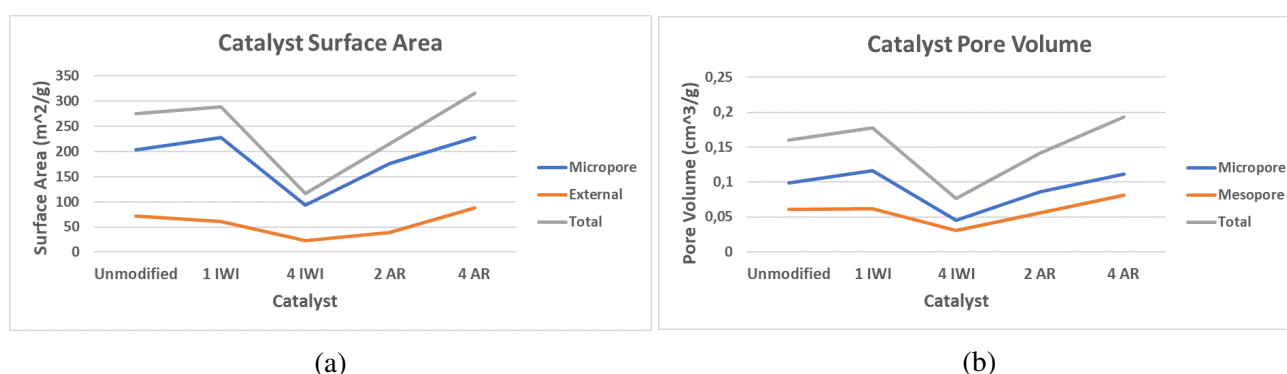 Catalyst Surface Area
Surface Area (m^2/g)
350
300
250
200
150
100
50
0
Unmodified 1 IWI 4 IWI 2 AR 4 AR
Catalyst
Micropore
External
Total
(a)
Catalyst Pore Volume
Pore Volume (cm^3/g)
0,25
0,2
0,15
0,1
0,05
0
Unmodified 1 IWI 4 IWI 2 AR 4 AR
Catalyst
Micropore
Mesopore
Total
(b)